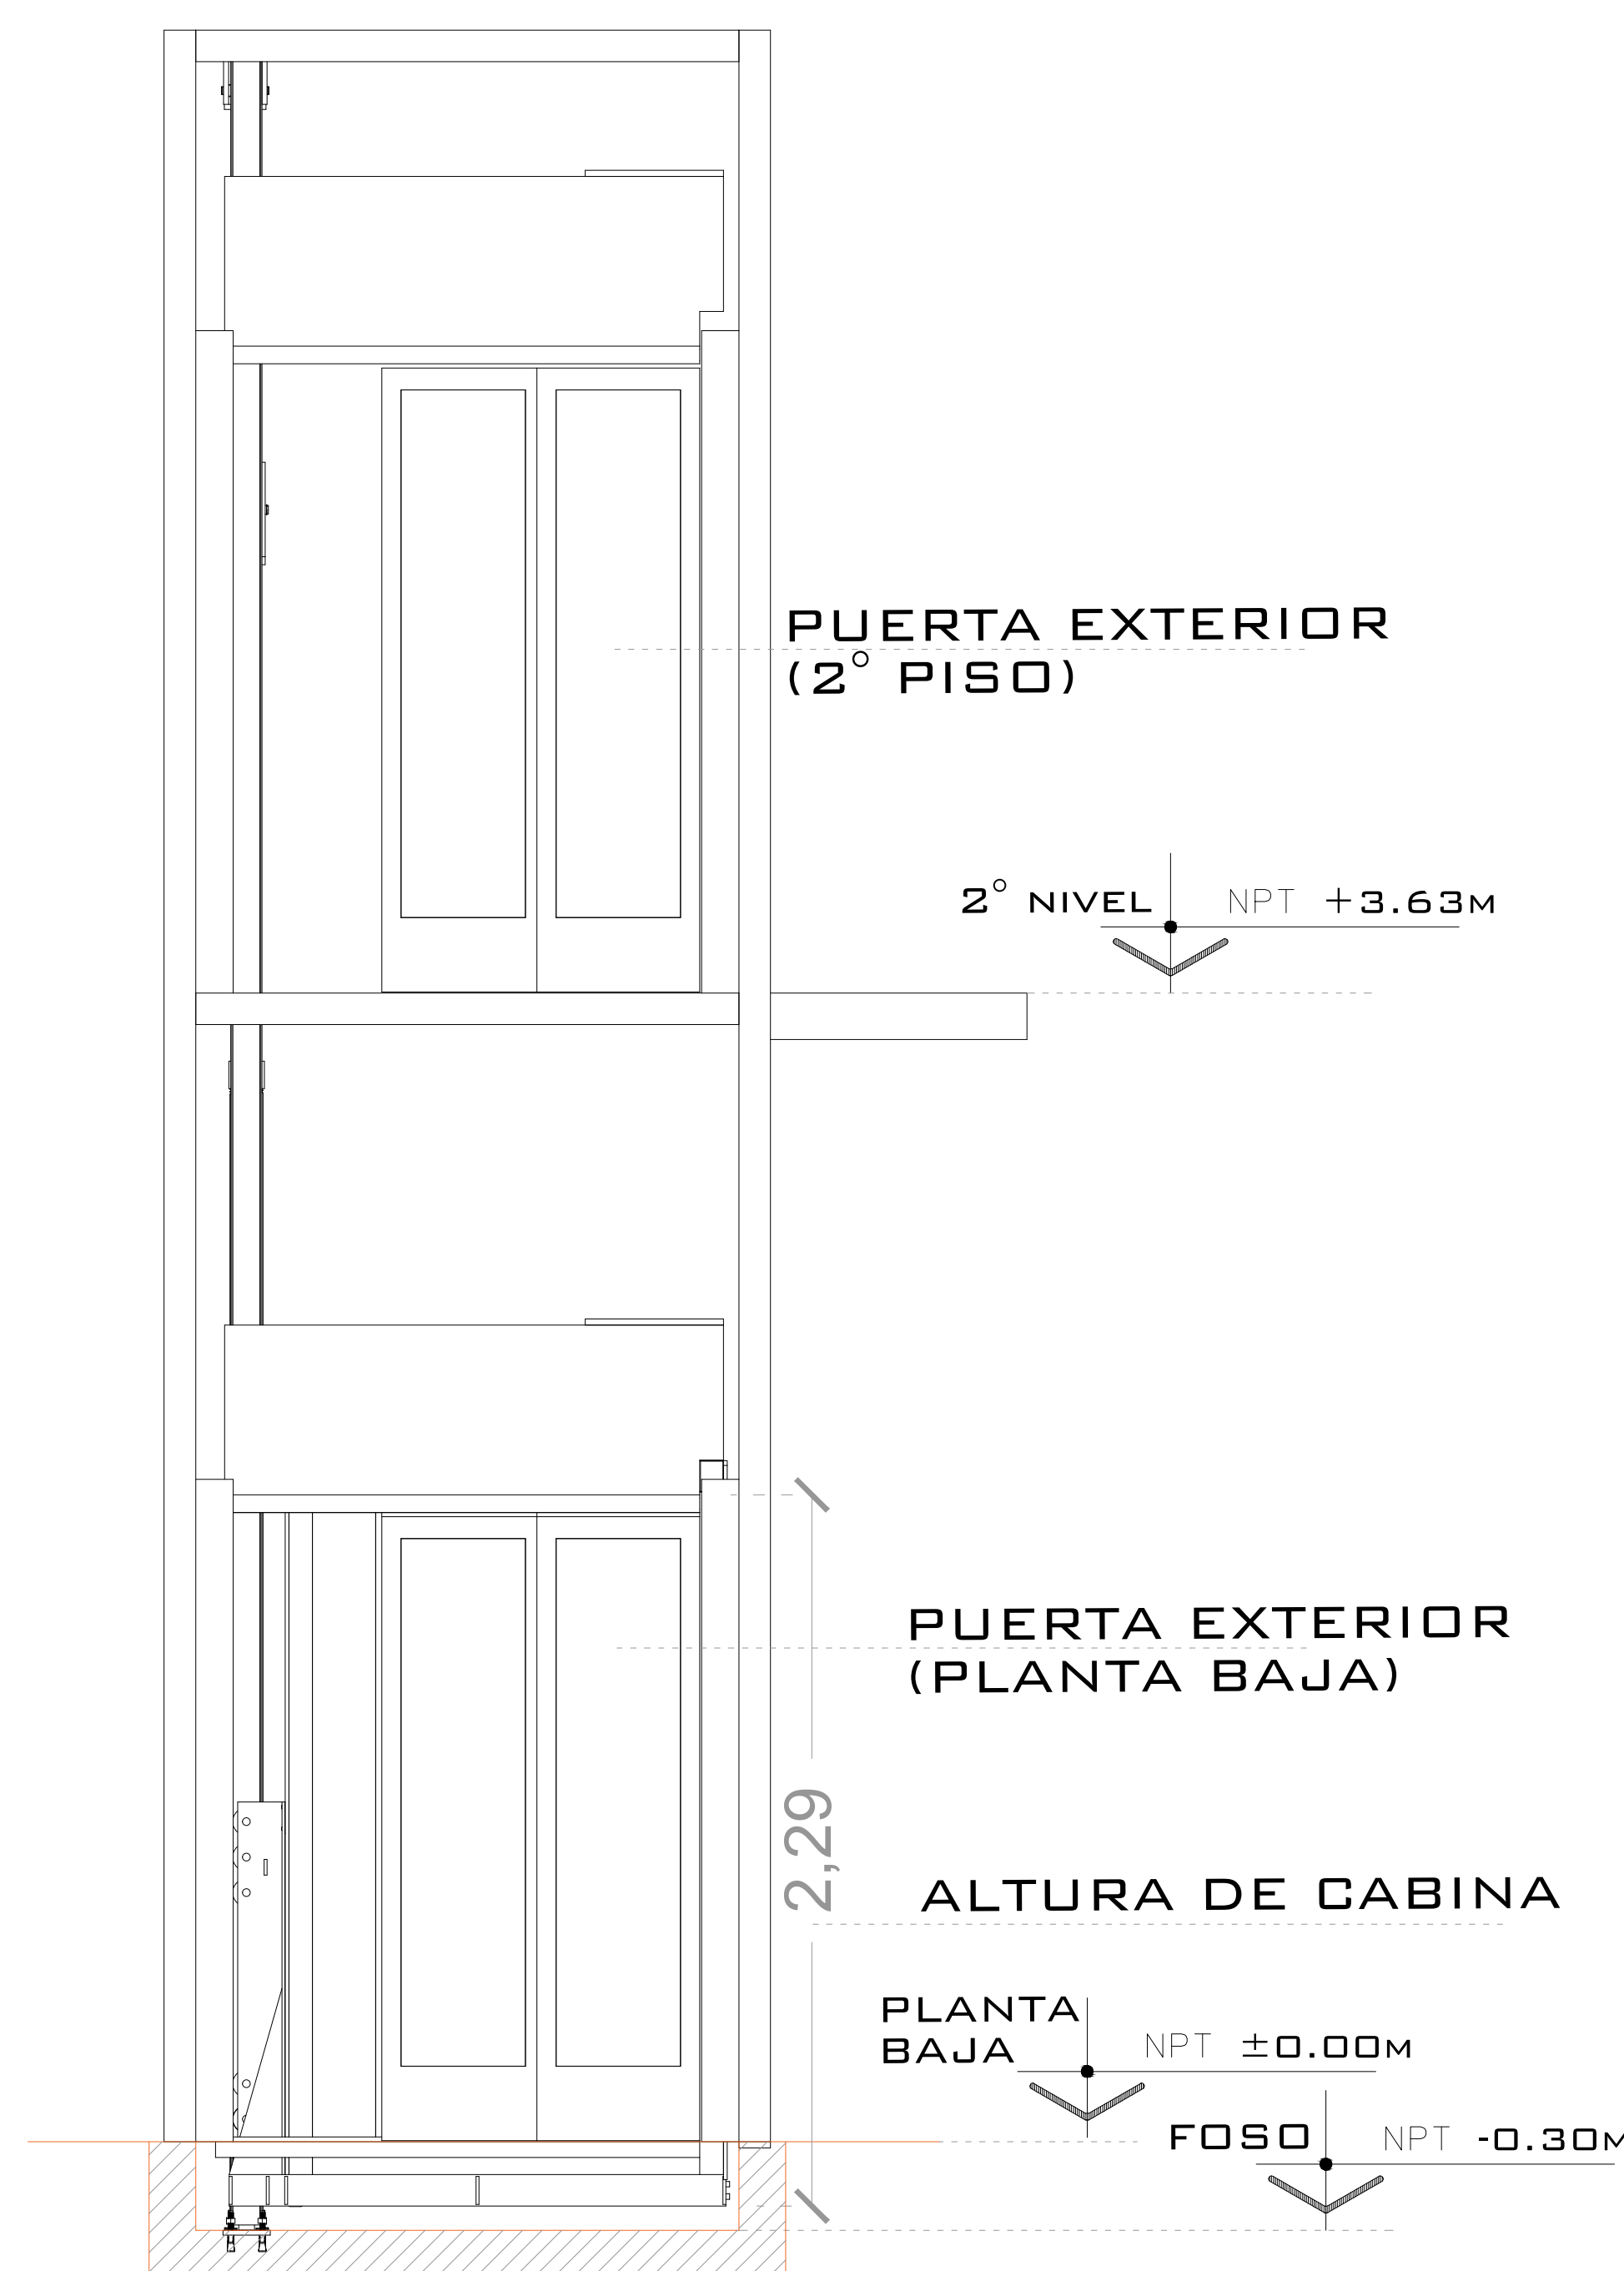 PUERTA EXTERIOR
(2° PISO)
2° NIVEL NPT +3.63M
PUERTA EXTERIOR
(PLANTA BAJA)
2,29
ALTURA DE CABINA
PLANTA
BAJA NPT ±0.00M
FOSO NPT -0.30M